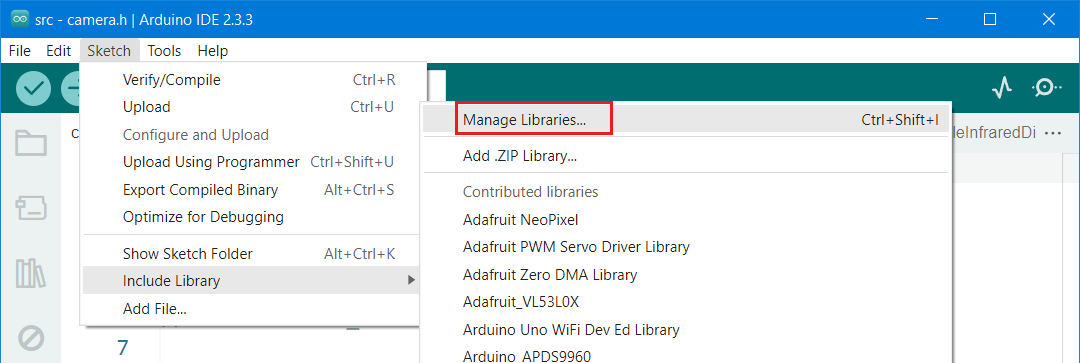 src - camera.h | Arduino IDE 2.3.3
File Edit Sketch Tools Help
Verify/Compile Ctrl+R
Upload Ctrl+U
Configure and Upload
Upload Using Programmer Ctrl+Shift+U
Export Compiled Binary Alt+Ctrl+S
Optimize for Debugging
Show Sketch Folder Alt+Ctrl+K
Include Library
Add File...
Manage Libraries... Ctrl+Shift+I
Add .ZIP Library...
Contributed libraries
Adafruit NeoPixel
Adafruit PWM Servo Driver Library
Adafruit Zero DMA Library
Adafruit_VL53L0X
Arduino Uno WiFi Dev Ed Library
Arduino_APDS9960
leInfraredDi ...
7